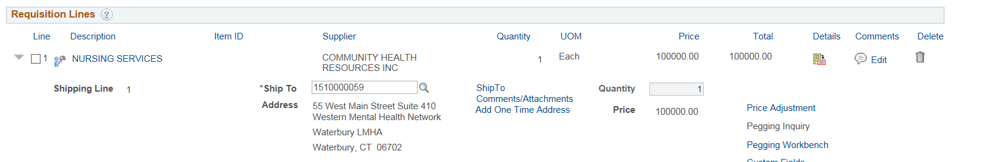 Requisition Lines ?
Line Description Item ID Supplier Quantity UOM Price Total Details Comments Delete
1 NURSING SERVICES COMMUNITY HEALTH RESOURCES INC 1 Each 100000.00 100000.00 Edit
Shipping Line 1
*Ship To 1510000059
Address 55 West Main Street Suite 410
Western Mental Health Network
Waterbury LMHA
Waterbury, CT 06702
ShipTo
Comments/Attachments
Add One Time Address
Quantity 1
Price 100000.00
Price Adjustment
Pegging Inquiry
Pegging Workbench
Custom Fields